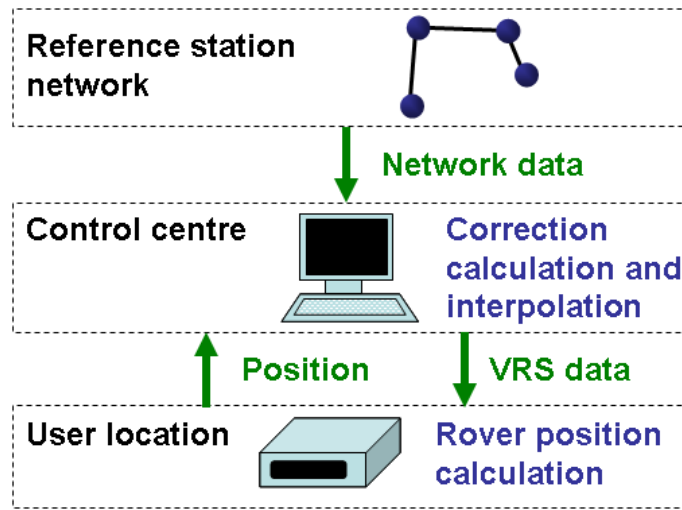 Reference station
network
Network data
Control centre
Correction
calculation and
interpolation
Position
VRS data
User location
Rover position
calculation